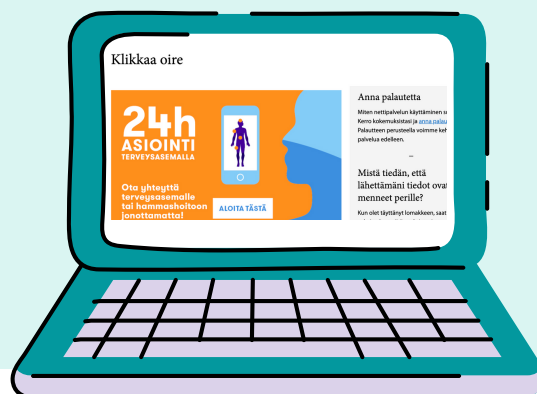 Klikkaa oire
24h
ASIOINTI
TERVEYSASEMALLA
Ota yhteyttä
terveysasemalle
tai hammashoitoon
jonottamatta!
ALOITA TÄSTÄ
Anna palautetta
Miten nettipalvelun käyttäminen
Kerro kokemuksistasi ja anna palau
Palautteen perusteella voimme keh
palvelua edelleen.
–
Mistä tiedän, että
lähettämäni tiedot ovat
menneet perille?
Kun olet täyttänyt lomakkeen, saat